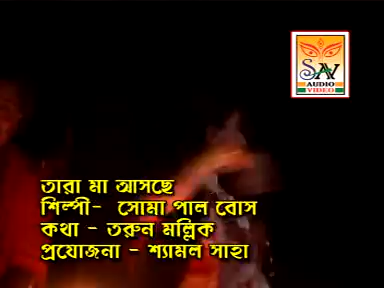 SAV
AUDIO
VIDEO
তারা মা আসছে
শিল্পী- সোমা পাল বোস
কথা - তরুন মল্লিক
প্রযোজনা - শ্যামল সাহা